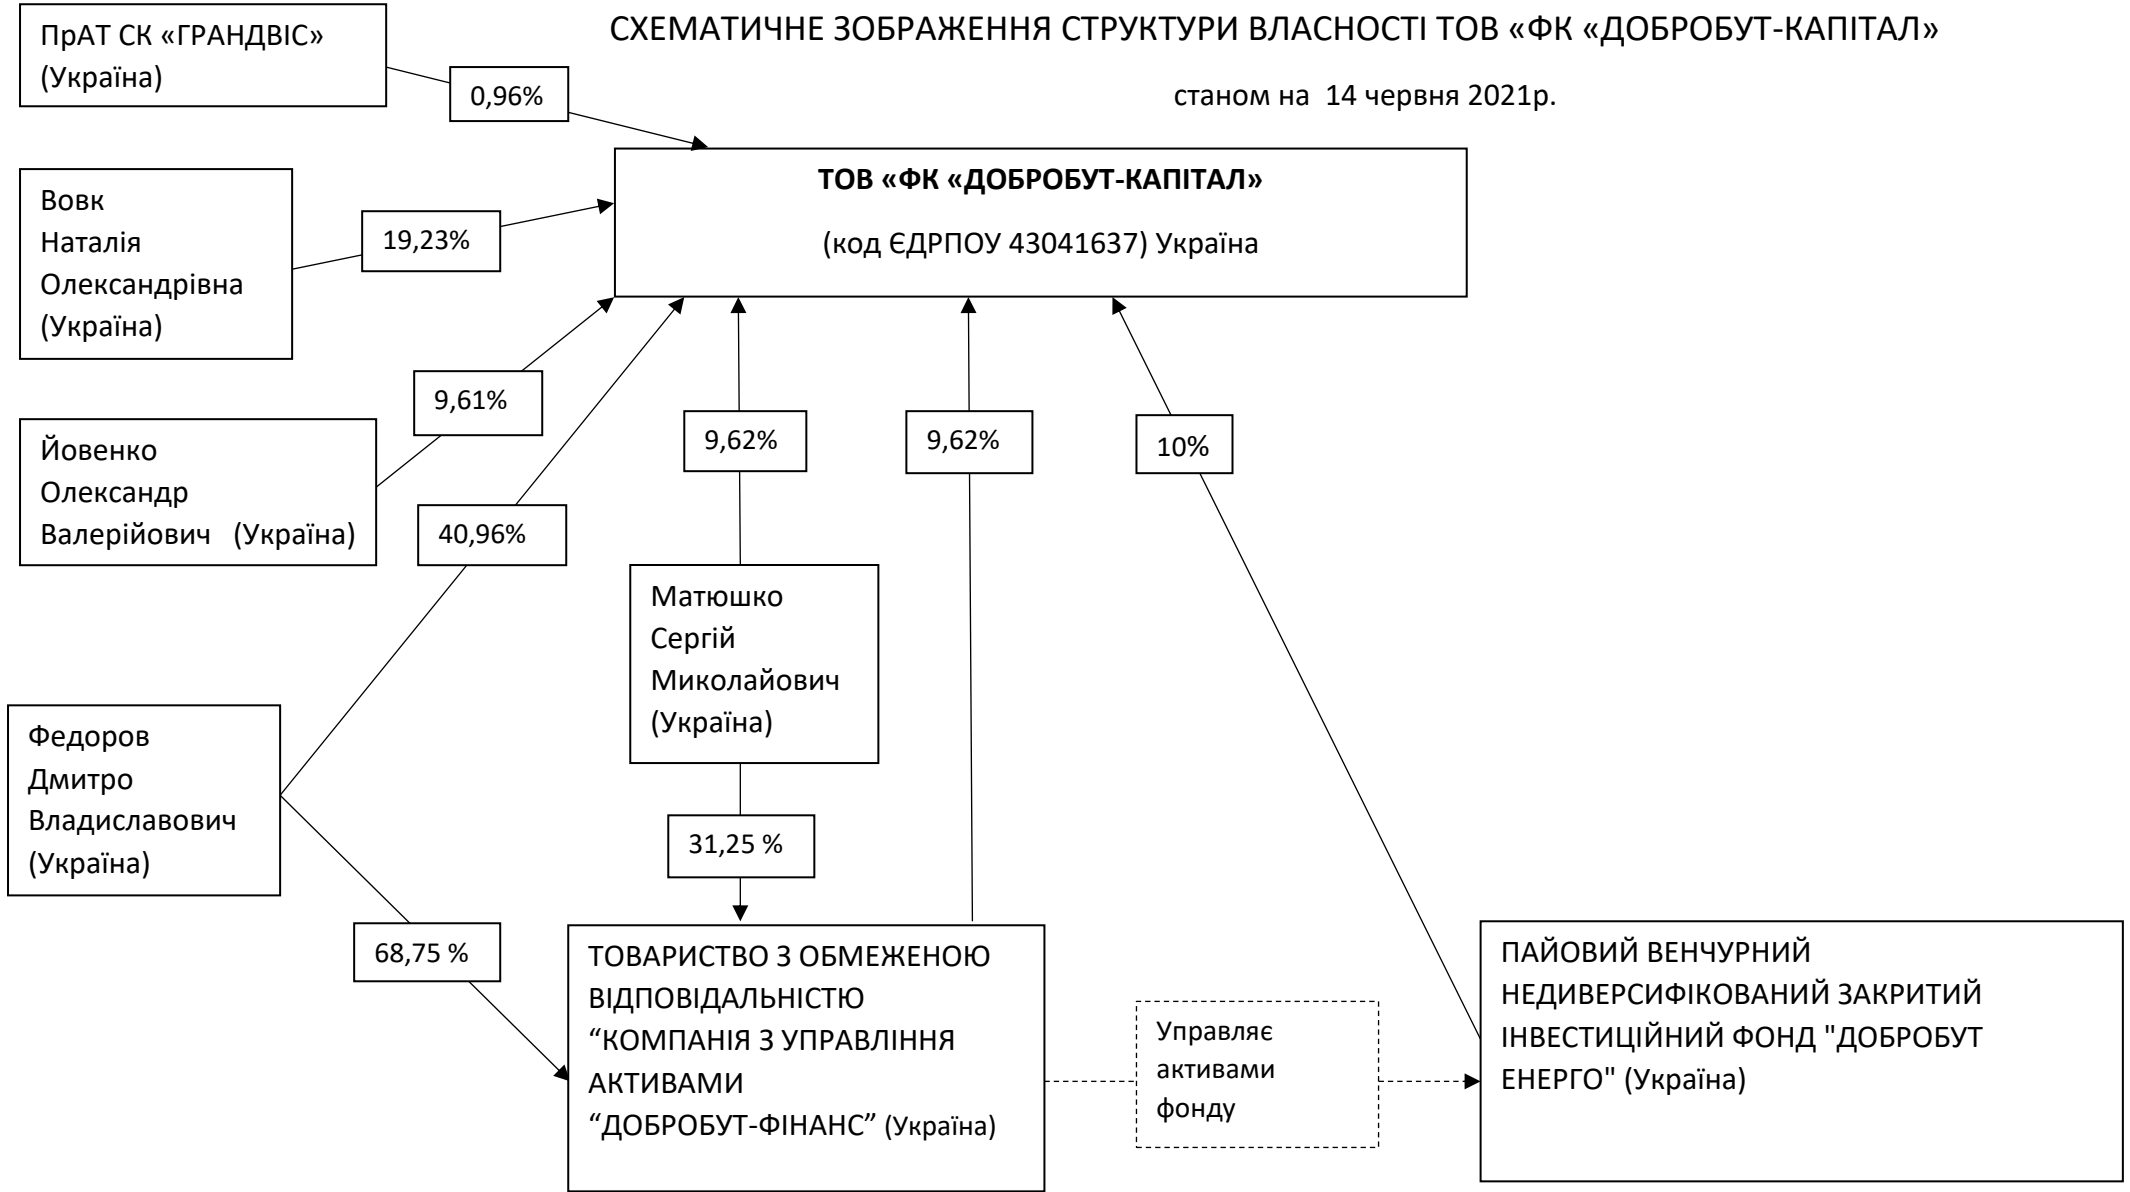 СХЕМАТИЧНЕ ЗОБРАЖЕННЯ СТРУКТУРИ ВЛАСНОСТІ ТОВ «ФК «ДОБРОБУТ-КАПІТАЛ»
станом на 14 червня 2021р.
ПрАТ СК «ГРАНДВІС»
(Україна)
0,96%
ТОВ «ФК «ДОБРОБУТ-КАПІТАЛ»
(код ЄДРПОУ 43041637) Україна
Вовк
Наталія
Олександрівна
(Україна)
19,23%
Йовенко
Олександр
Валерійович (Україна)
9,61%
40,96%
9,62%
9,62%
10%
Матюшко
Сергій
Миколайович
(Україна)
Федоров
Дмитро
Владиславович
(Україна)
31,25 %
68,75 %
ТОВАРИСТВО З ОБМЕЖЕНОЮ
ВІДПОВІДАЛЬНІСТЮ
“КОМПАНІЯ З УПРАВЛІННЯ
АКТИВАМИ
“ДОБРОБУТ-ФІНАНС” (Україна)
Управляє
активами
фонду
ПАЙОВИЙ ВЕНЧУРНИЙ
НЕДИВЕРСИФІКОВАНИЙ ЗАКРИТИЙ
ІНВЕСТИЦІЙНИЙ ФОНД "ДОБРОБУТ
ЕНЕРГО" (Україна)